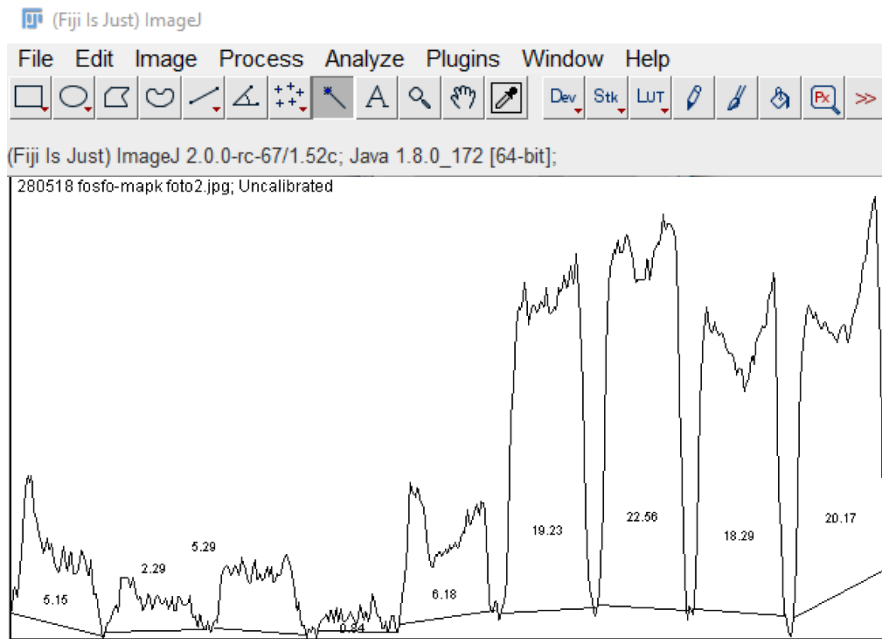 (Fiji Is Just) ImageJ
File Edit Image Process Analyze Plugins Window Help
A Dev Stk LUT Px >>
(Fiji Is Just) ImageJ 2.0.0-rc-67/1.52c; Java 1.8.0_172 [64-bit];
280518 fosfo-mapk foto2.jpg; Uncalibrated
5.15
2.29
5.29
0.84
6.18
19.23
22.56
18.29
20.17